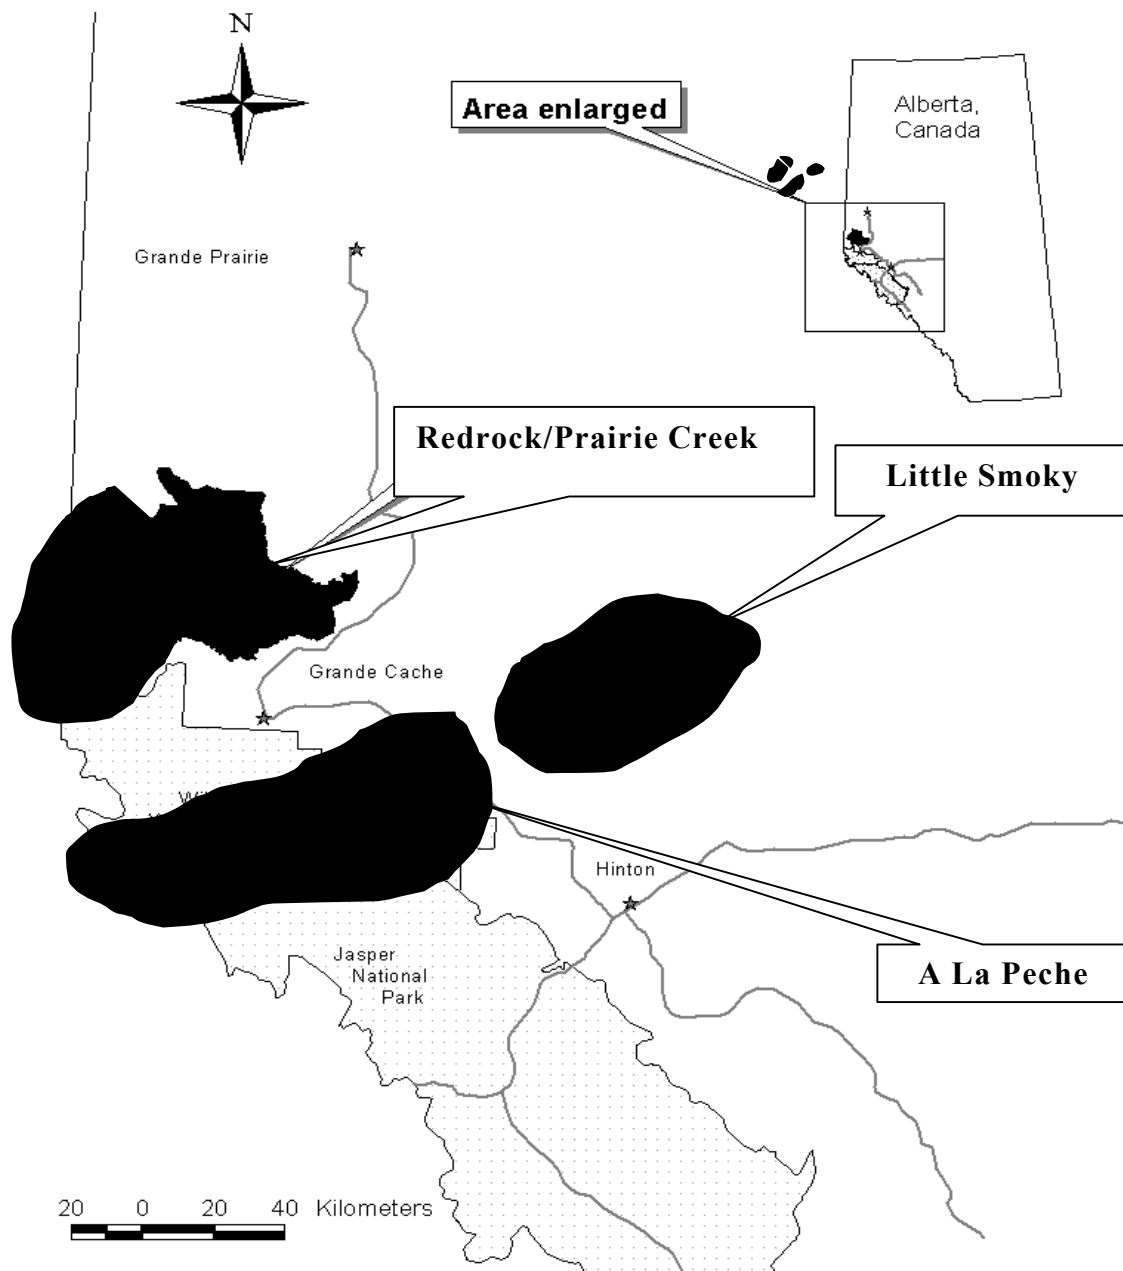 N
Area enlarged
Alberta,
Canada
Grande Prairie
Redrock/Prairie Creek
Little Smoky
Grande Cache
Hinton
Jasper
National
Park
A La Peche
20 0 20 40 Kilometers